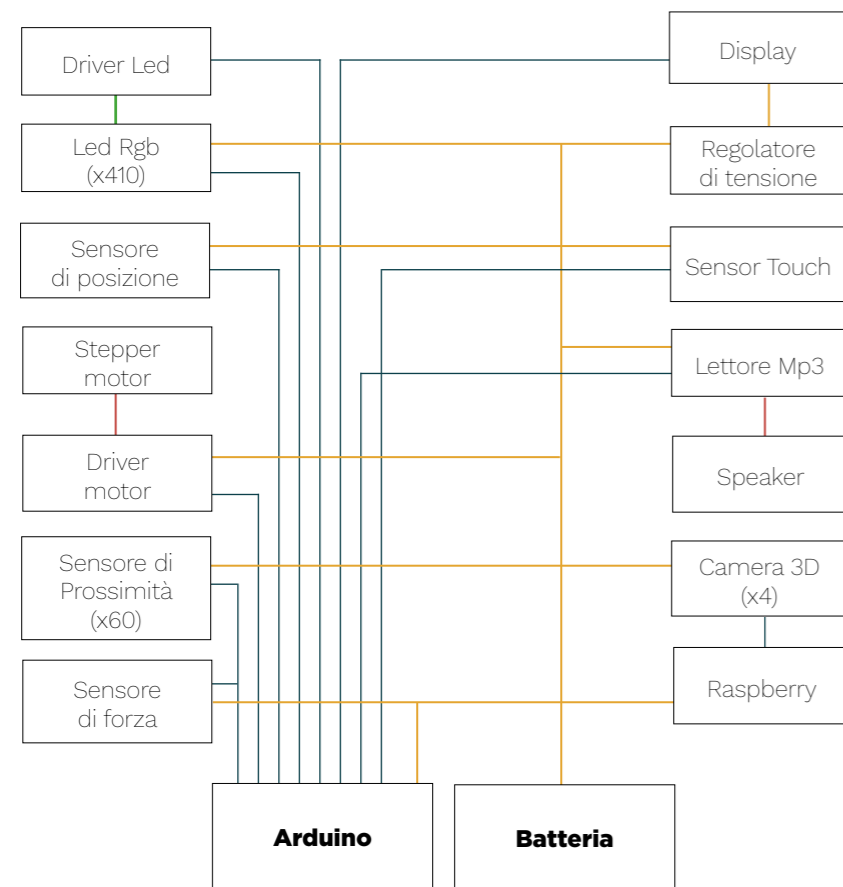 Driver Led
Led Rgb
(x410)
Sensore
di posizione
Stepper
motor
Driver
motor
Sensore di
Prossimità
(x60)
Sensore
di forza
Display
Regolatore
di tensione
Sensor Touch
Lettore Mp3
Speaker
Camera 3D
(x4)
Raspberry
Arduino
Batteria